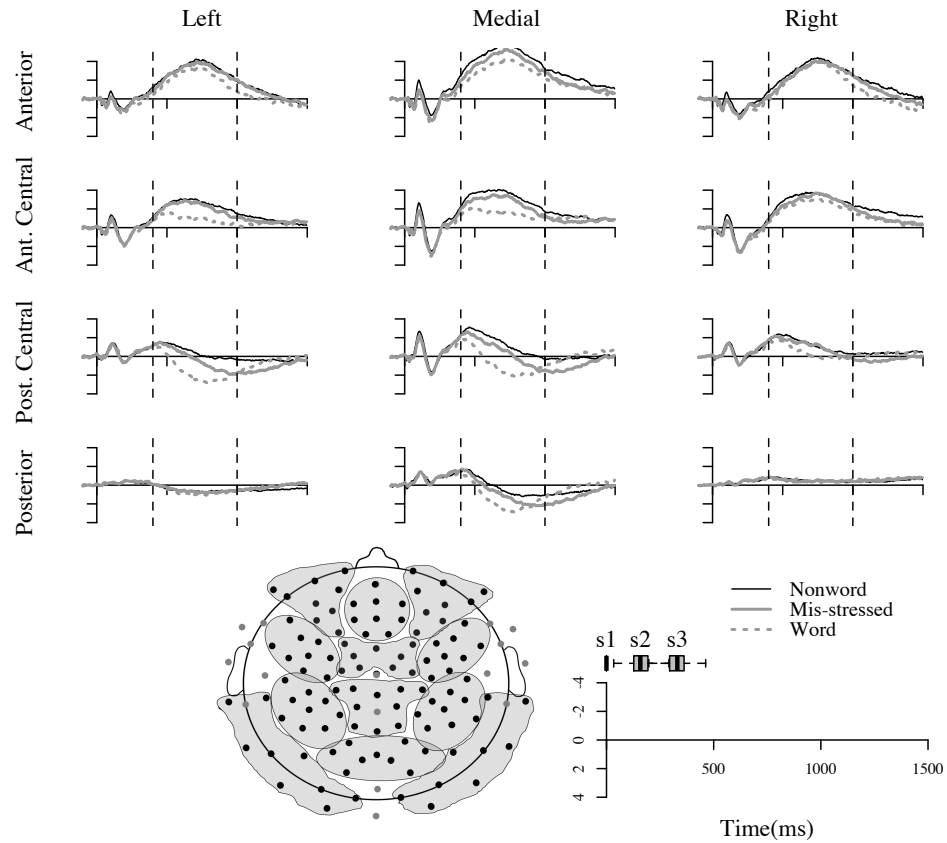 Left Medial Right
Anterior
Ant. Central
Post. Central
Posterior
Nonword
Mis-stressed
Word
s1 s2 s3
-4
-2
0
2
4
500 1000 1500
Time(ms)